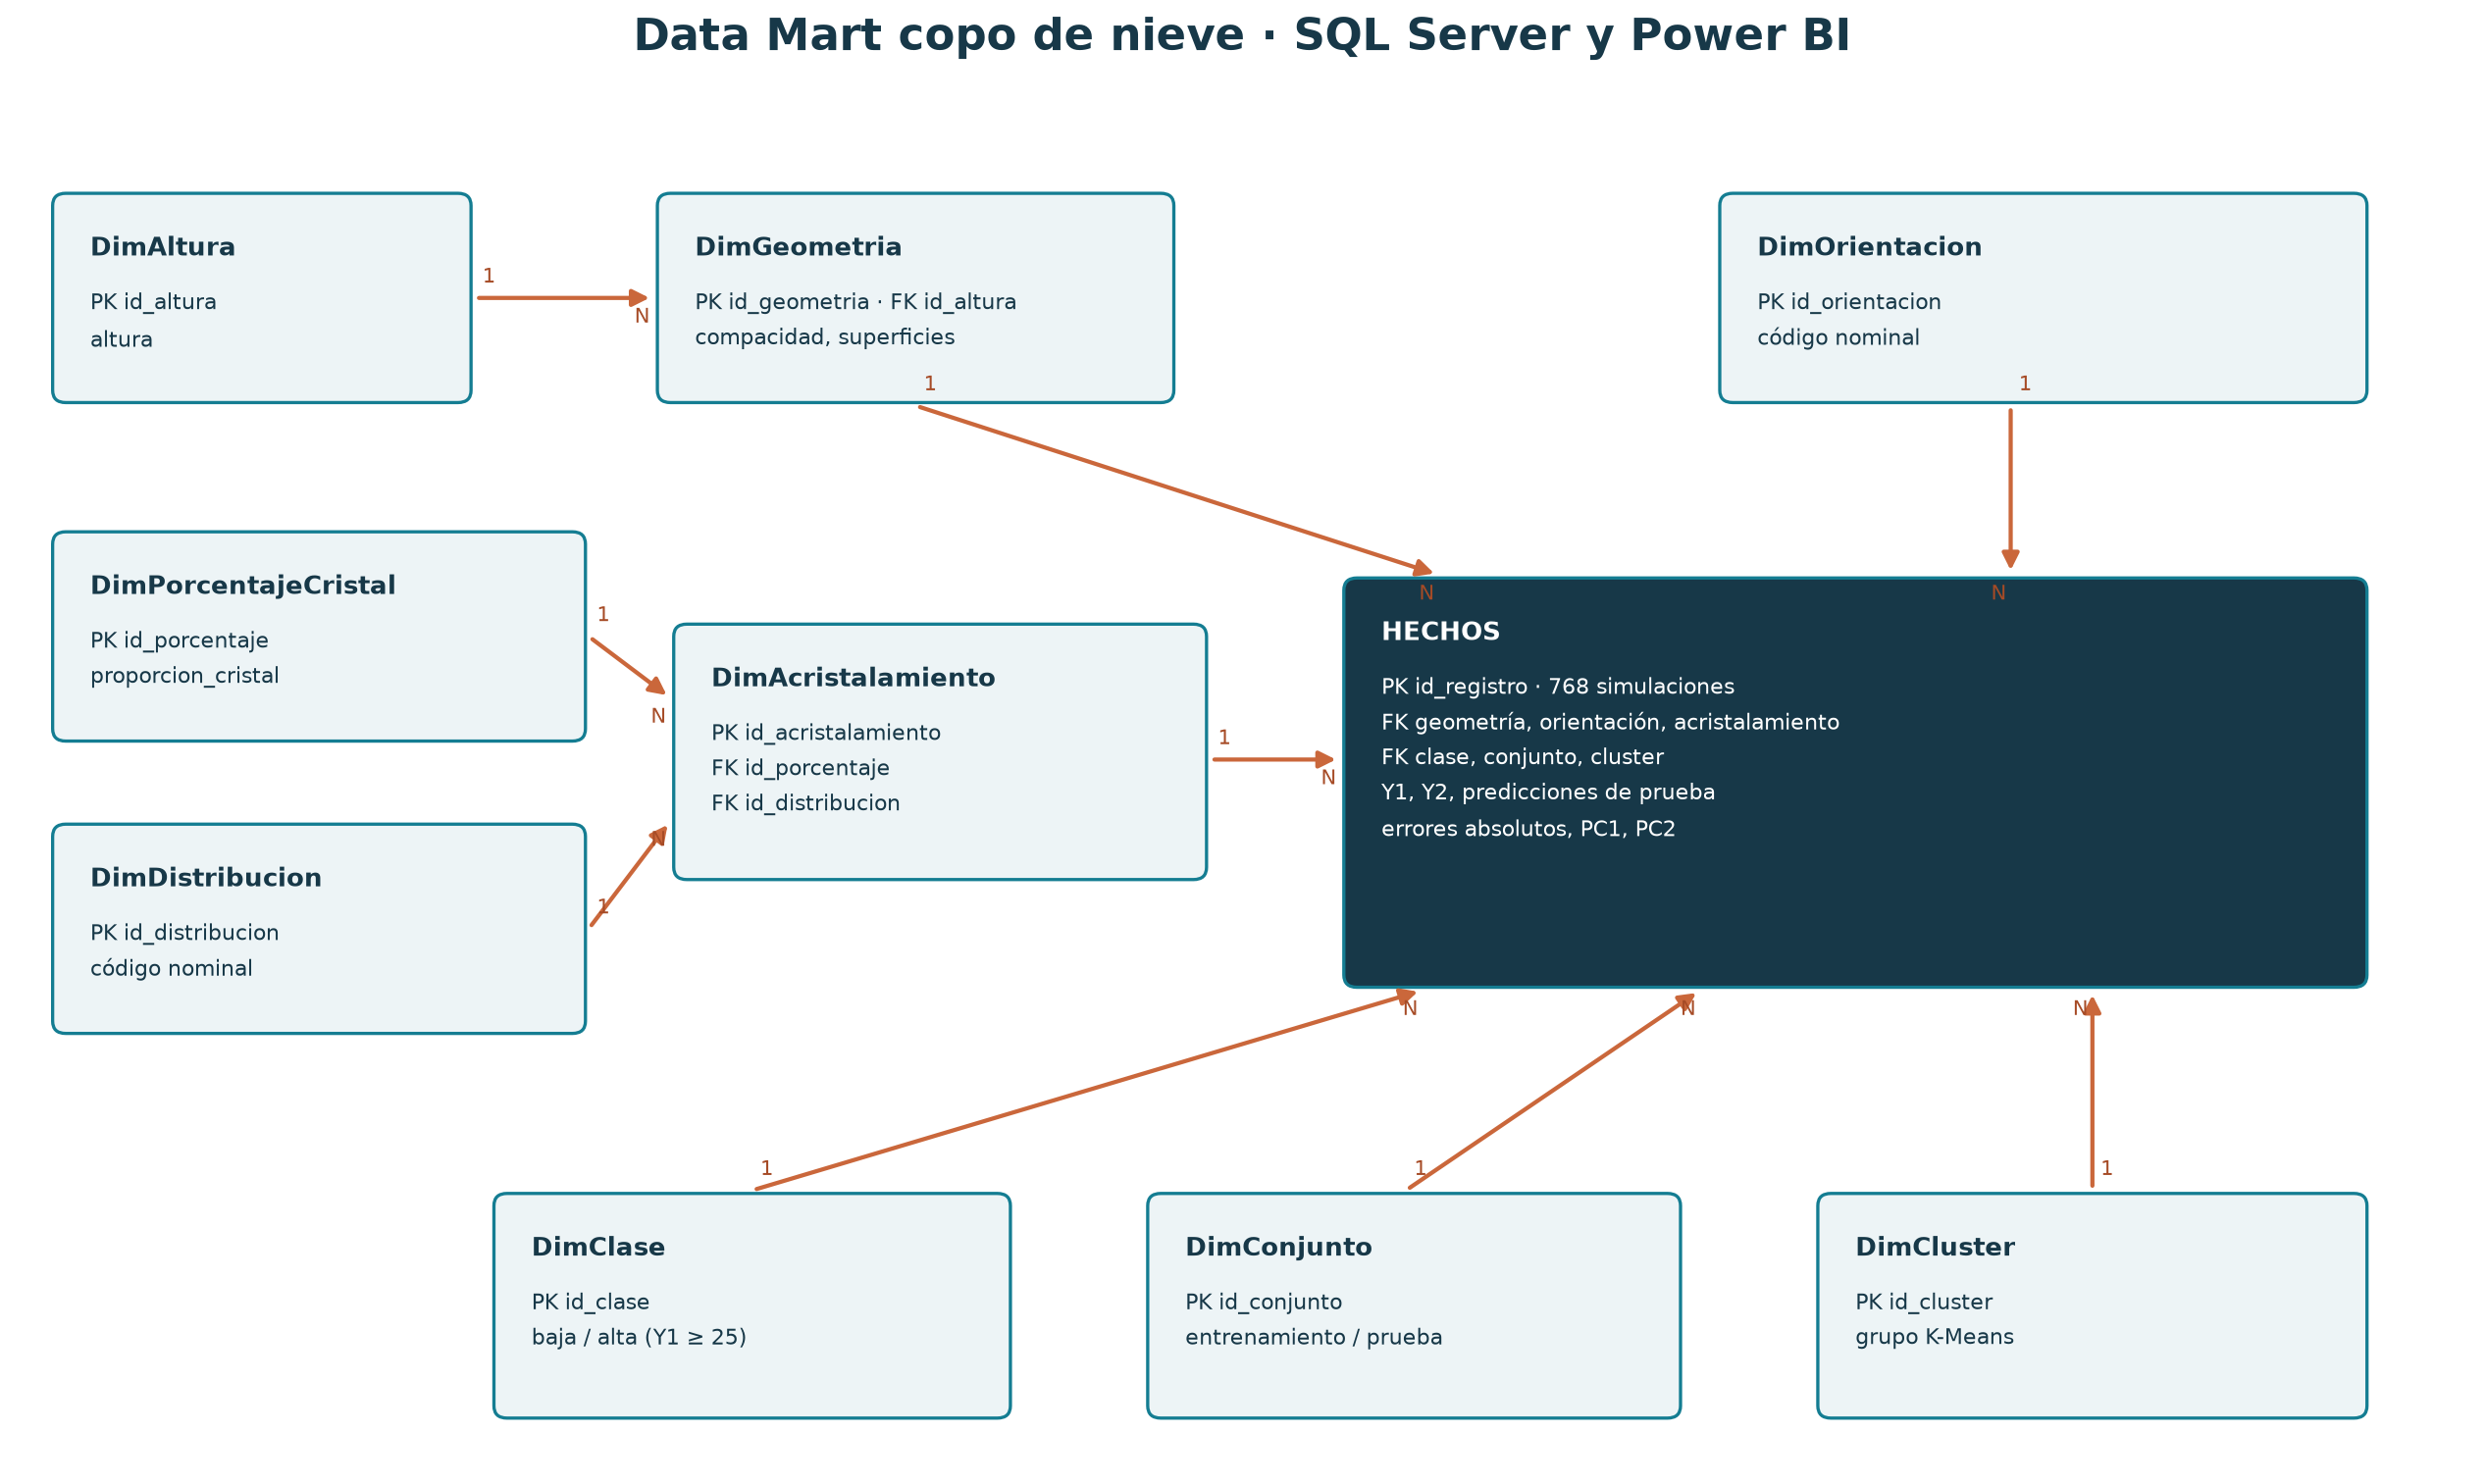 Data Mart copo de nieve · SQL Server y Power BI
DimAltura
PK id_altura
altura
1
N
DimGeometria
PK id_geometria · FK id_altura
compacidad, superficies
1
N
DimOrientacion
PK id_orientacion
código nominal
1
N
DimPorcentajeCristal
PK id_porcentaje
proporcion_cristal
1
N
DimDistribucion
PK id_distribucion
código nominal
1
N
DimAcristalamiento
PK id_acristalamiento
FK id_porcentaje
FK id_distribucion
1
N
HECHOS
PK id_registro · 768 simulaciones
FK geometría, orientación, acristalamiento
FK clase, conjunto, cluster
Y1, Y2, predicciones de prueba
errores absolutos, PC1, PC2
N
N
N
1
1
1
DimClase
PK id_clase
baja / alta (Y1 ≥ 25)
DimConjunto
PK id_conjunto
entrenamiento / prueba
DimCluster
PK id_cluster
grupo K-Means